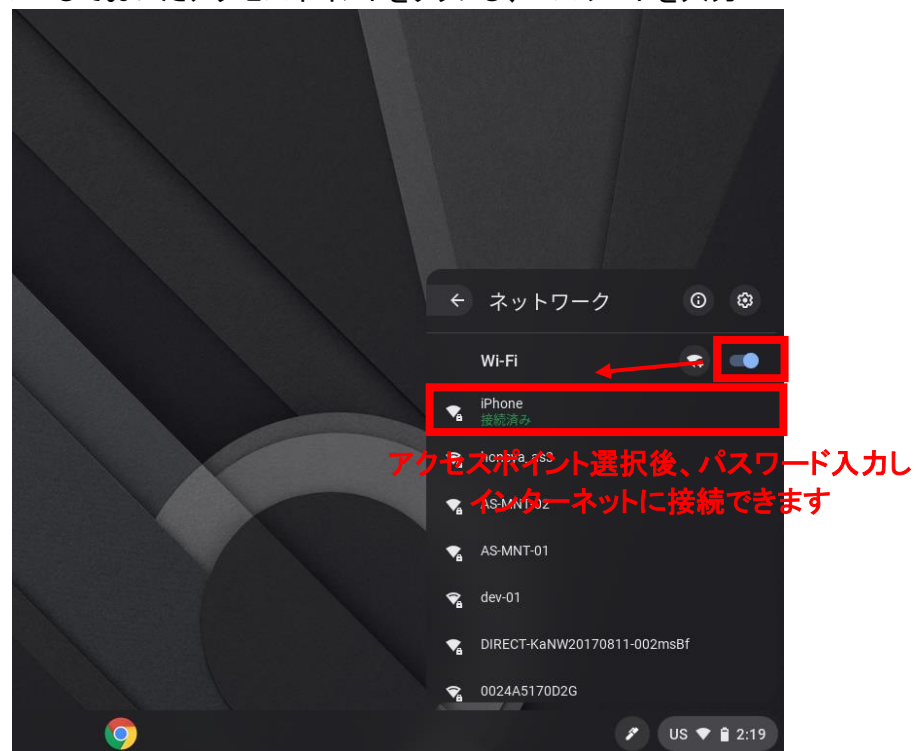 ネットワーク
Wi-Fi
iPhone
接続済み
アクセスポイント選択後、パスワード入力し
インターネットに接続できます
AS-MNT-02
AS-MNT-01
dev-01
DIRECT-KaNW20170811-002msBf
0024A5170D2G
US 2:19